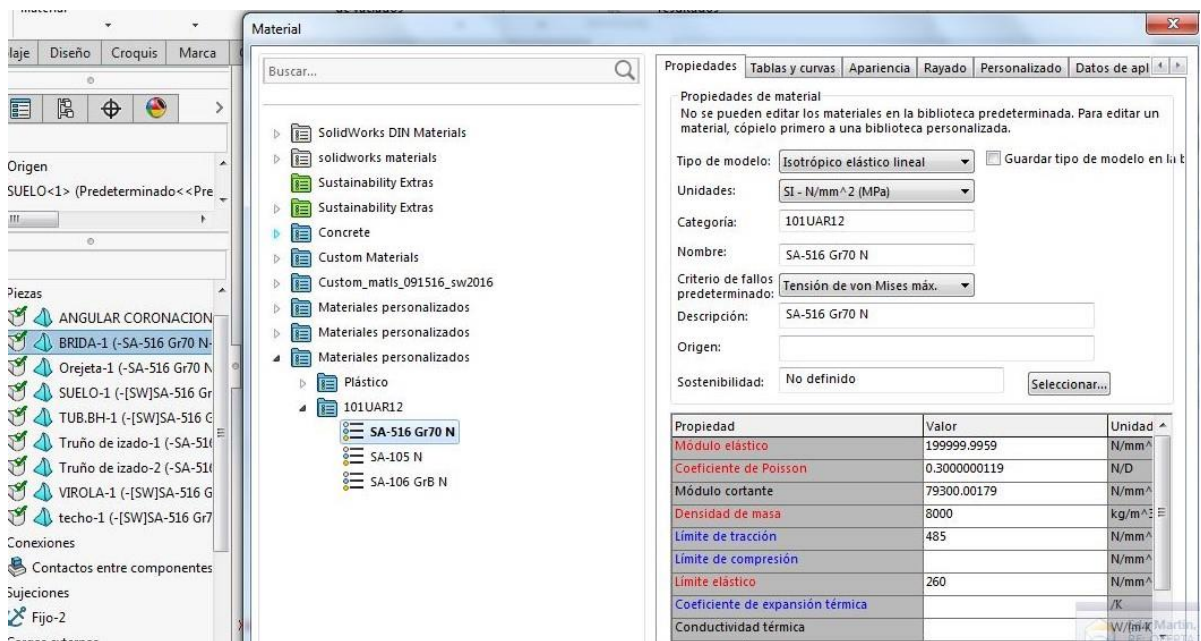 Material
de vaciados
resultados
laje Diseño Croquis Marca
Origen
SUELO<1> (Predeterminado<<Pre
Piezas
ANGULAR CORONACION
BRIDA-1 (-SA-516 Gr70 N-
Orejeta-1 (-SA-516 Gr70 N
SUELO-1 (-[SW]SA-516 Gr
TUB.BH-1 (-[SW]SA-516 G
Truño de izado-1 (-SA-516
Truño de izado-2 (-SA-516
VIROLA-1 (-[SW]SA-516 G
techo-1 (-[SW]SA-516 Gr7
Conexiones
Contactos entre componentes
Sujeciones
Fijo-2
Material
Buscar...
SolidWorks DIN Materials
solidworks materials
Sustainability Extras
Sustainability Extras
Concrete
Custom Materials
Custom_matls_091516_sw2016
Materiales personalizados
Materiales personalizados
Materiales personalizados
Plástico
101UAR12
SA-516 Gr70 N
SA-105 N
SA-106 GrB N
Propiedades Tablas y curvas Apariencia Rayado Personalizado Datos de apl
Propiedades de material
No se pueden editar los materiales en la biblioteca predeterminada. Para editar un
material, cópielo primero a una biblioteca personalizada.
Tipo de modelo: Isotrópico elástico lineal Guardar tipo de modelo en la b
Unidades: SI - N/mm^2 (MPa)
Categoría: 101UAR12
Nombre: SA-516 Gr70 N
Criterio de fallos
predeterminado: Tensión de von Mises máx.
Descripción: SA-516 Gr70 N
Origen:
Sostenibilidad: No definido Seleccionar...
Propiedad Valor Unidad
Módulo elástico 199999.9959 N/mm^
Coeficiente de Poisson 0.3000000119 N/D
Módulo cortante 79300.00179 N/mm^
Densidad de masa 8000 kg/m^3
Límite de tracción 485 N/mm^
Límite de compresión N/mm^
Límite elástico 260 N/mm^
Coeficiente de expansión térmica /K
Conductividad térmica W/(m·K
Martin,